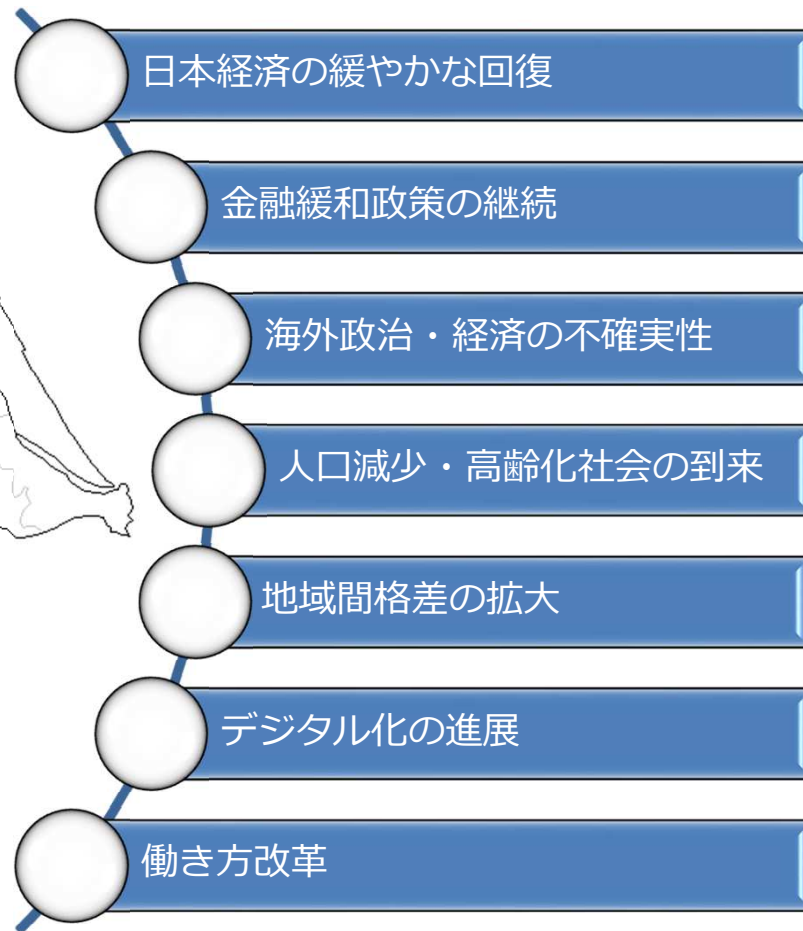 日本経済の緩やかな回復
金融緩和政策の継続
海外政治・経済の不確実性
人口減少・高齢化社会の到来
地域間格差の拡大
デジタル化の進展
働き方改革